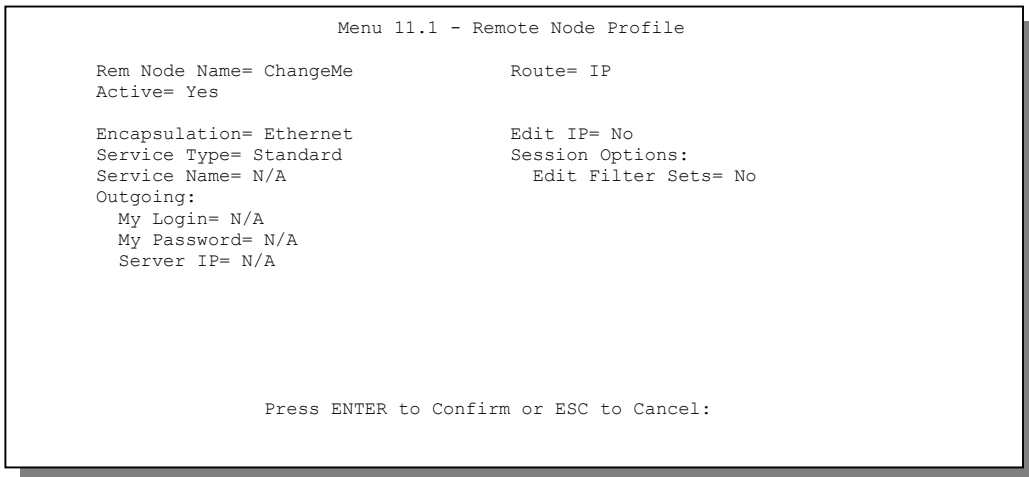 Menu 11.1 - Remote Node Profile
Rem Node Name= ChangeMe Route= IP
Active= Yes
Encapsulation= Ethernet Edit IP= No
Service Type= Standard Session Options:
Service Name= N/A Edit Filter Sets= No
Outgoing:
My Login= N/A
My Password= N/A
Server IP= N/A
Press ENTER to Confirm or ESC to Cancel: